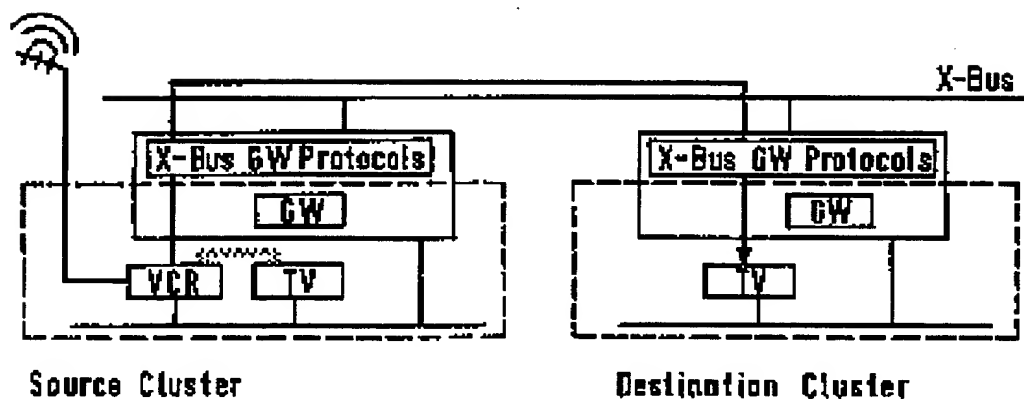 X-Bus
X-Bus GW Protocols
X-Bus GW Protocols
GW
GW
VCR
TV
TV
Source Cluster
Destination Cluster